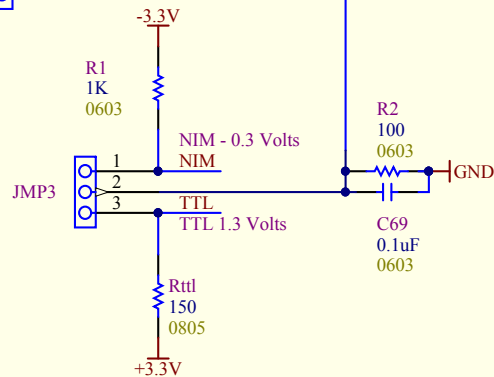 -3.3V
R1
1K
0603
NIM - 0.3 Volts
NIM
1
2
3
JMP3
TTL
TTL 1.3 Volts
R2
100
0603
GND
C69
0.1uF
0603
Rttl
150
0805
+3.3V